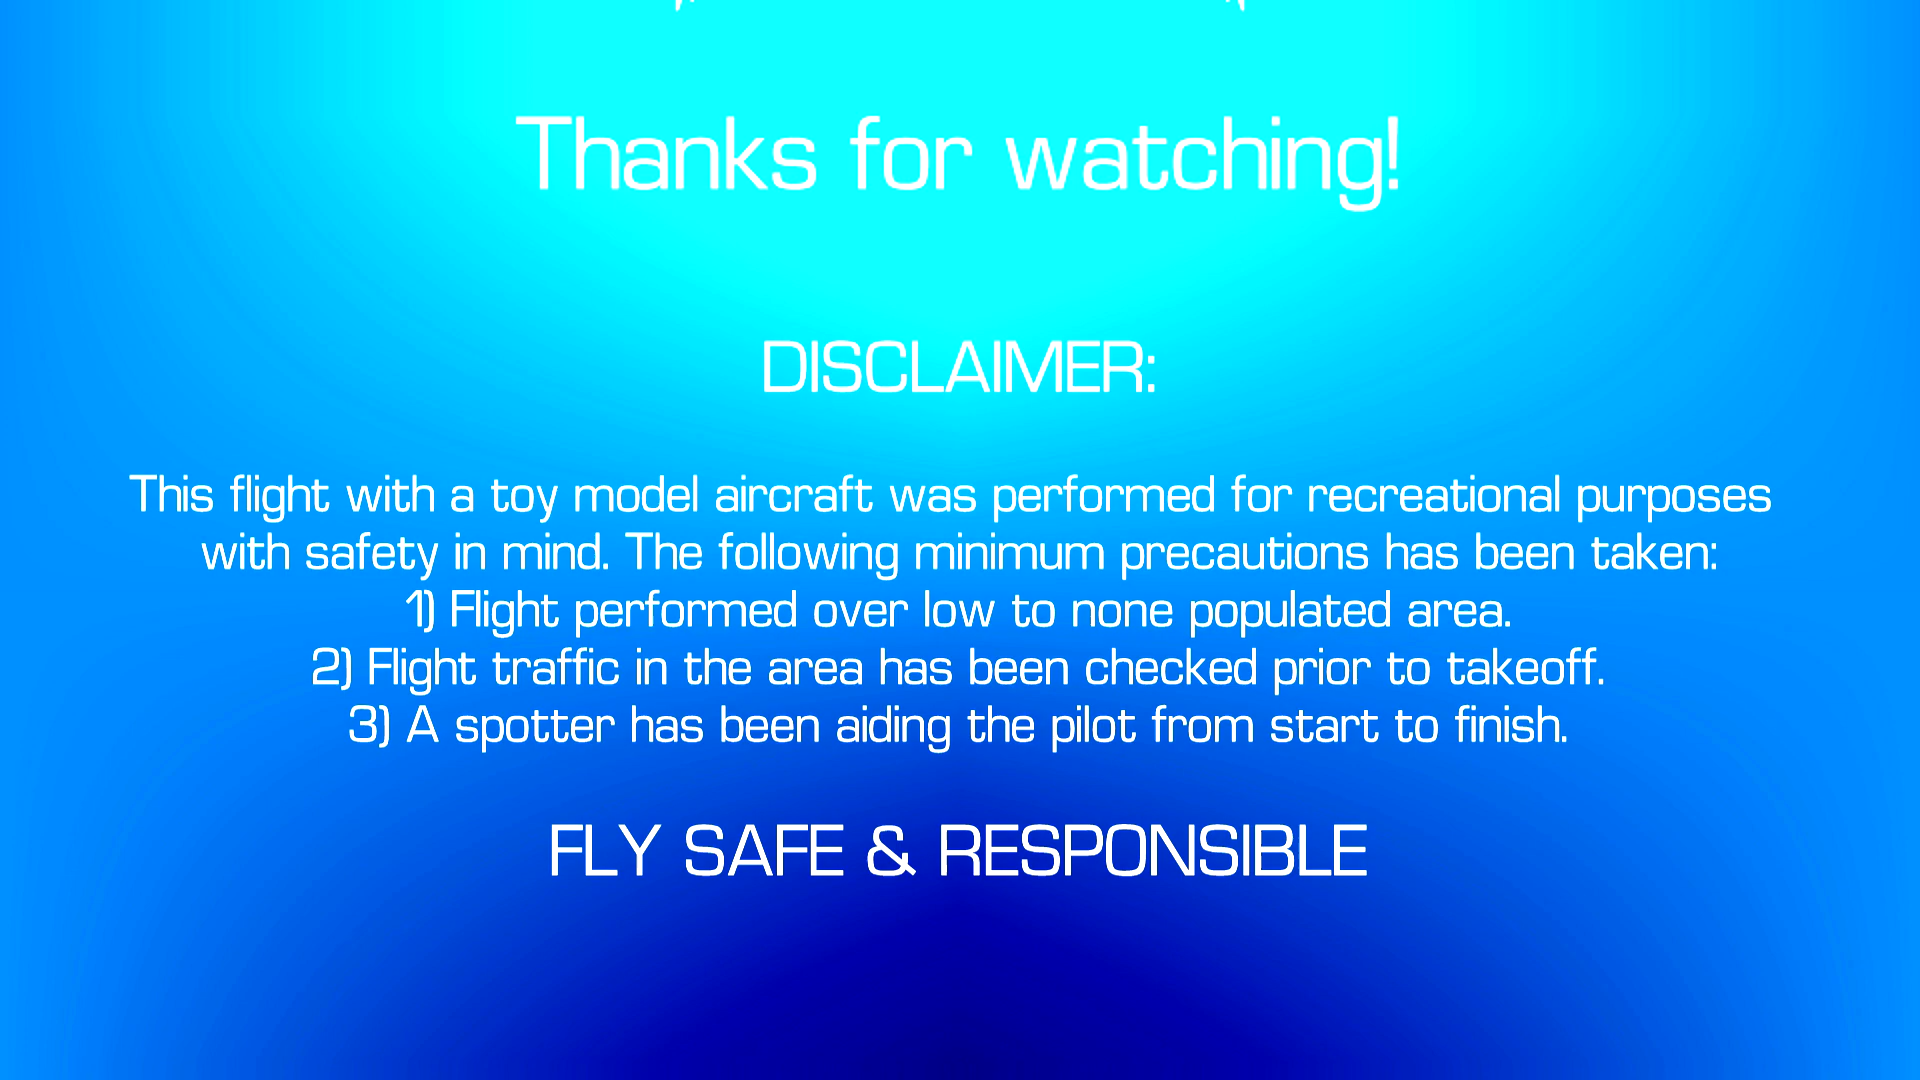 Thanks for watching!
DISCLAIMER:
This flight with a toy model aircraft was performed for recreational purposes
with safety in mind. The following minimum precautions has been taken:
1) Flight performed over low to none populated area.
2) Flight traffic in the area has been checked prior to takeoff.
3) A spotter has been aiding the pilot from start to finish.
FLY SAFE & RESPONSIBLE